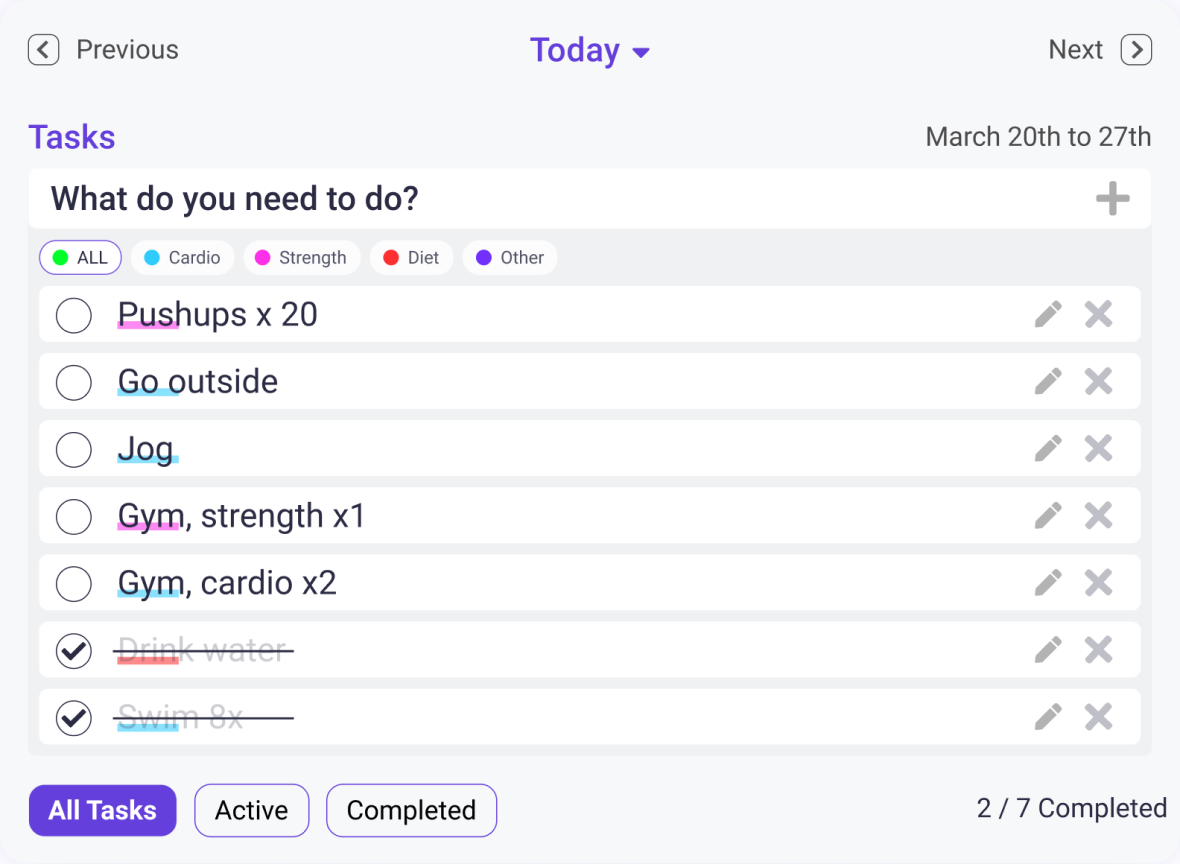 Previous Today Next
Tasks March 20th to 27th
What do you need to do?
ALL Cardio Strength Diet Other
Pushups x 20
Go outside
Jog
Gym, strength x1
Gym, cardio x2
Drink water
Swim 8x
All Tasks Active Completed 2 / 7 Completed